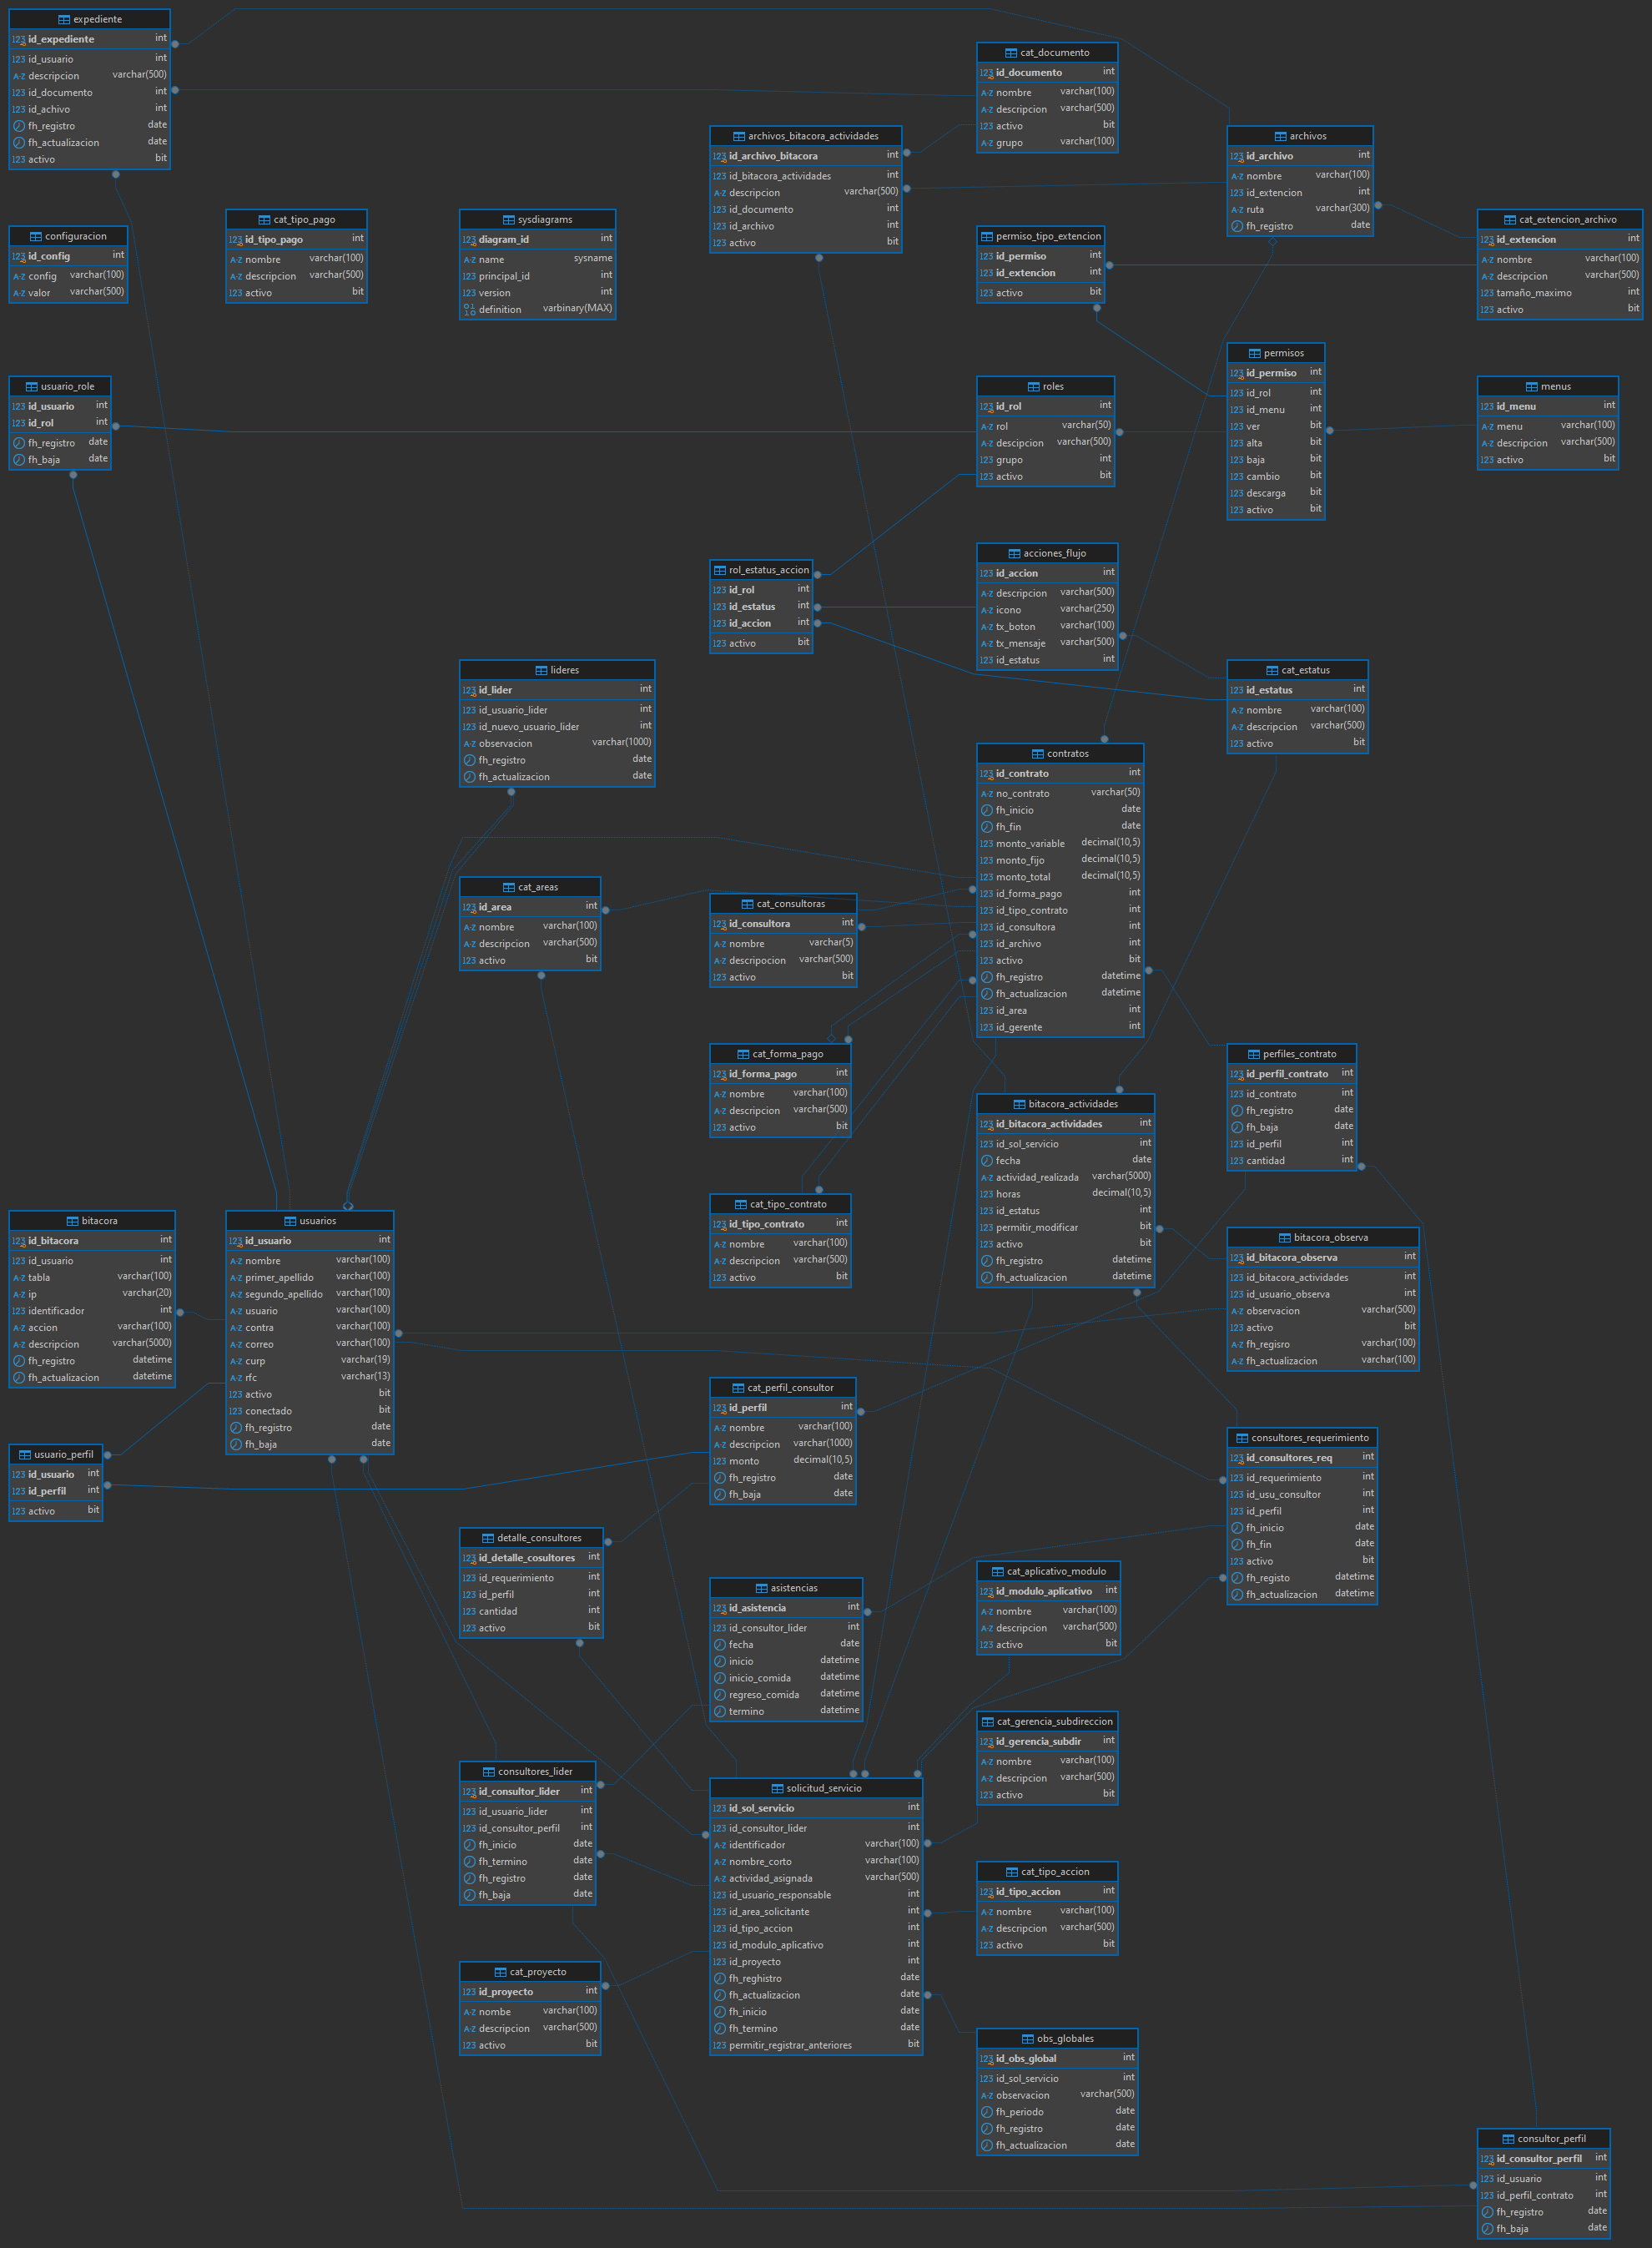 expediente
id_expediente int
id_usuario int
descripcion varchar(500)
id_documento int
id_achivo int
fh_registro date
fh_actualizacion date
activo bit
cat_documento
id_documento int
nombre varchar(100)
descripcion varchar(500)
activo bit
grupo varchar(100)
archivos_bitacora_actividades
id_archivo_bitacora int
id_bitacora_actividades int
descripcion varchar(500)
id_documento int
id_archivo int
activo bit
archivos
id_archivo int
nombre varchar(100)
id_extencion int
ruta varchar(300)
fh_registro date
configuracion
id_config int
config varchar(100)
valor varchar(500)
cat_tipo_pago
id_tipo_pago int
nombre varchar(100)
descripcion varchar(500)
activo bit
sysdiagrams
diagram_id int
name sysname
principal_id int
version int
definition varbinary(MAX)
permiso_tipo_extencion
id_permiso int
id_extencion int
activo bit
cat_extencion_archivo
id_extencion int
nombre varchar(100)
descripcion varchar(500)
tamaño_maximo int
activo bit
usuario_role
id_usuario int
id_rol int
fh_registro date
fh_baja date
roles
id_rol int
rol varchar(50)
descipcion varchar(500)
grupo int
activo bit
permisos
id_permiso int
id_rol int
id_menu int
ver bit
alta bit
baja bit
cambio bit
descarga bit
activo bit
menus
id_menu int
menu varchar(100)
descripcion varchar(500)
activo bit
rol_estatus_accion
id_rol int
id_estatus int
id_accion int
activo bit
acciones_flujo
id_accion int
descripcion varchar(500)
icono varchar(250)
tx_boton varchar(100)
tx_mensaje varchar(500)
id_estatus int
lideres
id_lider int
id_usuario_lider int
id_nuevo_usuario_lider int
observacion varchar(1000)
fh_registro date
fh_actualizacion date
cat_estatus
id_estatus int
nombre varchar(100)
descripcion varchar(500)
activo bit
contratos
id_contrato int
no_contrato varchar(50)
fh_inicio date
fh_fin date
monto_variable decimal(10,5)
monto_fijo decimal(10,5)
monto_total decimal(10,5)
id_forma_pago int
id_tipo_contrato int
id_consultora int
id_archivo int
activo bit
fh_registro datetime
fh_actualizacion datetime
id_area int
id_gerente int
cat_areas
id_area int
nombre varchar(100)
descripcion varchar(500)
activo bit
cat_consultoras
id_consultora int
nombre varchar(5)
descripocion varchar(500)
activo bit
cat_forma_pago
id_forma_pago int
nombre varchar(100)
descripcion varchar(500)
activo bit
perfiles_contrato
id_perfil_contrato int
id_contrato int
fh_registro date
fh_baja date
id_perfil int
cantidad int
bitacora_actividades
id_bitacora_actividades int
id_sol_servicio int
fecha date
actividad_realizada varchar(5000)
horas decimal(10,5)
id_estatus int
permitir_modificar bit
activo bit
fh_registro datetime
fh_actualizacion datetime
cat_tipo_contrato
id_tipo_contrato int
nombre varchar(100)
descripcion varchar(500)
activo bit
bitacora
id_bitacora int
id_usuario int
tabla varchar(100)
ip varchar(20)
identificador int
accion varchar(100)
descripcion varchar(5000)
fh_registro datetime
fh_actualizacion datetime
usuarios
id_usuario int
nombre varchar(100)
primer_apellido varchar(100)
segundo_apellido varchar(100)
usuario varchar(100)
contra varchar(100)
correo varchar(100)
curp varchar(19)
rfc varchar(13)
activo bit
conectado bit
fh_registro date
fh_baja date
bitacora_observa
id_bitacora_observa int
id_bitacora_actividades int
id_usuario_observa int
observacion varchar(500)
activo bit
fh_regisro varchar(100)
fh_actualizacion varchar(100)
cat_perfil_consultor
id_perfil int
nombre varchar(100)
descripcion varchar(1000)
monto decimal(10,5)
fh_registro date
fh_baja date
usuario_perfil
id_usuario int
id_perfil int
activo bit
consultores_requerimiento
id_consultores_req int
id_requerimiento int
id_usu_consultor int
id_perfil int
fh_inicio date
fh_fin date
activo bit
fh_registo datetime
fh_actualizacion datetime
detalle_consultores
id_detalle_cosultores int
id_requerimiento int
id_perfil int
cantidad int
activo bit
asistencias
id_asistencia int
id_consultor_lider int
fecha date
inicio datetime
inicio_comida datetime
regreso_comida datetime
termino datetime
cat_aplicativo_modulo
id_modulo_aplicativo int
nombre varchar(100)
descripcion varchar(500)
activo bit
cat_gerencia_subdireccion
id_gerencia_subdir int
nombre varchar(100)
descripcion varchar(500)
activo bit
consultores_lider
id_consultor_lider int
id_usuario_lider int
id_consultor_perfil int
fh_inicio date
fh_termino date
fh_registro date
fh_baja date
solicitud_servicio
id_sol_servicio int
id_consultor_lider int
identificador varchar(100)
nombre_corto varchar(100)
actividad_asignada varchar(500)
id_usuario_responsable int
id_area_solicitante int
id_tipo_accion int
id_modulo_aplicativo int
id_proyecto int
fh_reghistro date
fh_actualizacion date
fh_inicio date
fh_termino date
permitir_registrar_anteriores bit
cat_tipo_accion
id_tipo_accion int
nombre varchar(100)
descripcion varchar(500)
activo bit
cat_proyecto
id_proyecto int
nombe varchar(100)
descripcion varchar(500)
activo bit
obs_globales
id_obs_global int
id_sol_servicio int
observacion varchar(500)
fh_periodo date
fh_registro date
fh_actualizacion date
consultor_perfil
id_consultor_perfil int
id_usuario int
id_perfil_contrato int
fh_registro date
fh_baja date